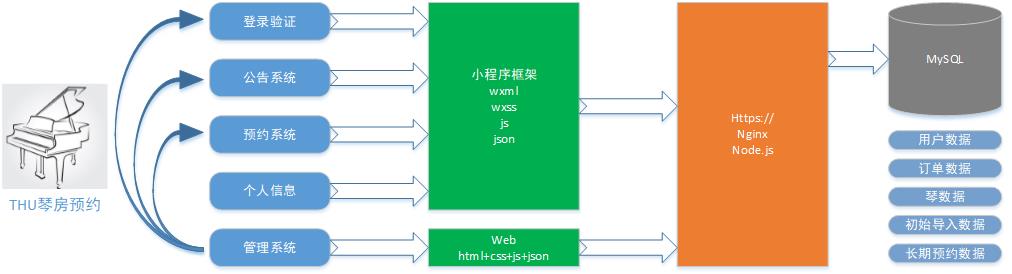 THU琴房预约
登录验证
公告系统
预约系统
个人信息
管理系统
小程序框架
wxml
wxss
js
json
Web
html+css+js+json
Https://
Nginx
Node.js
MySQL
用户数据
订单数据
琴数据
初始导入数据
长期预约数据